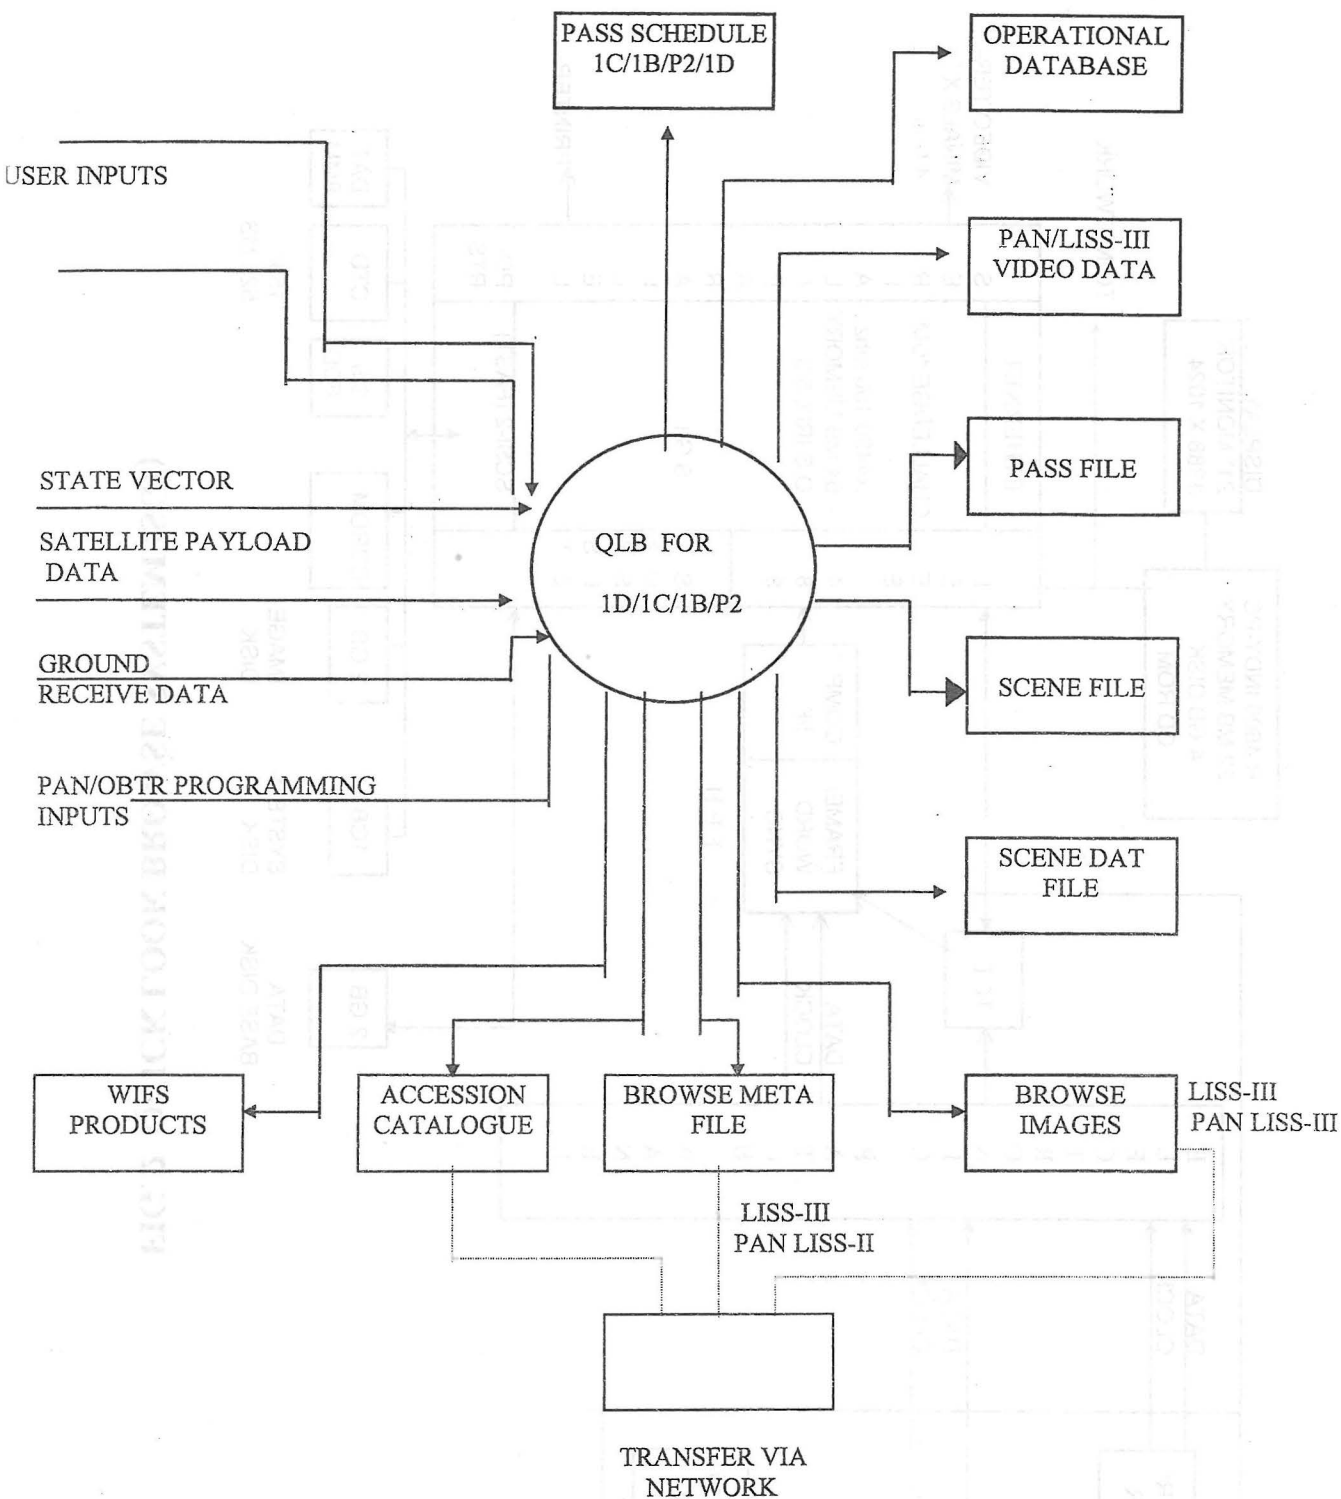 PASS SCHEDULE
1C/1B/P2/1D
OPERATIONAL
DATABASE
USER INPUTS
PAN/LISS-III
VIDEO DATA
STATE VECTOR
PASS FILE
SATELLITE PAYLOAD
DATA
QLB FOR
1D/1C/1B/P2
GROUND
RECEIVE DATA
SCENE FILE
PAN/OBTR PROGRAMMING
INPUTS
SCENE DAT
FILE
WIFS
PRODUCTS
ACCESSION
CATALOGUE
BROWSE META
FILE
BROWSE
IMAGES
LISS-III
PAN LISS-III
LISS-III
PAN LISS-II
TRANSFER VIA
NETWORK